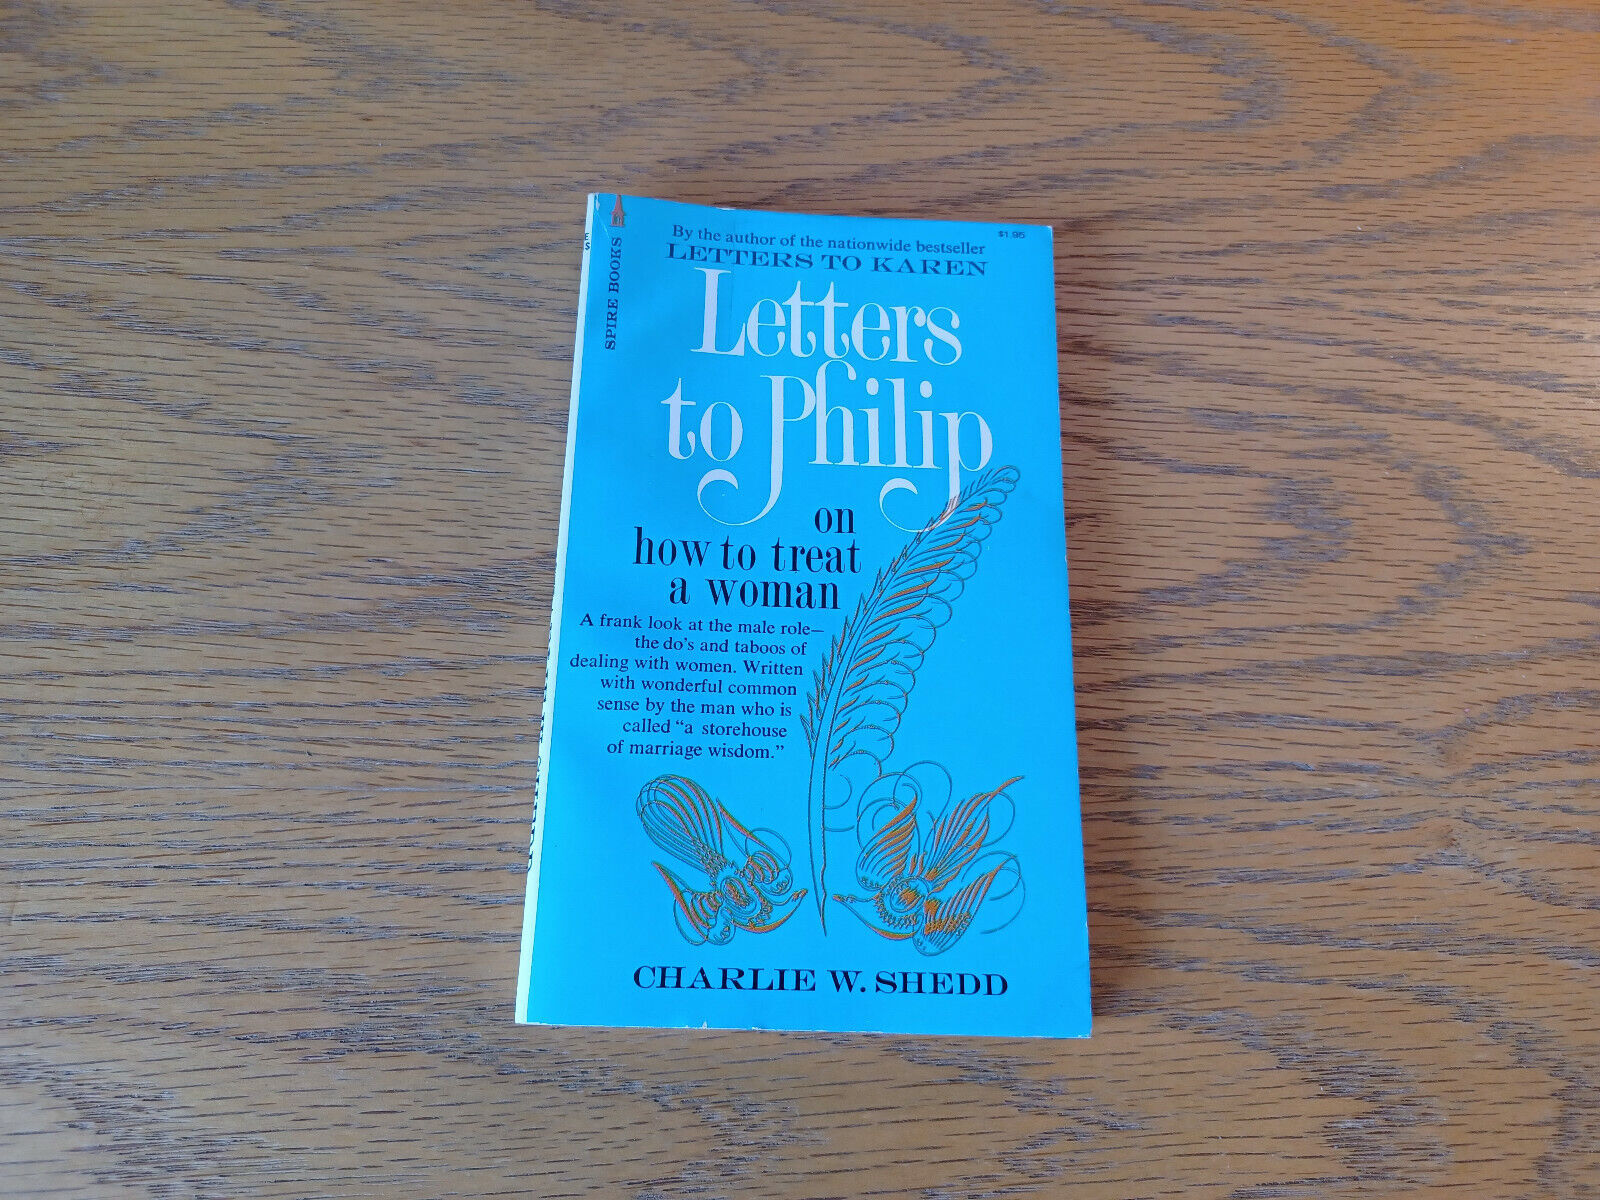 By the author of the nationwide bestseller
LETTERS TO KAREN
$1.95
SPIRE BOOKS
ES
Letters
to Philip
on
how to treat
a woman
A frank look at the male role—
the do's and taboos of
dealing with women. Written
with wonderful common
sense by the man who is
called "a storehouse
of marriage wisdom."
CHARLIE W. SHEDD